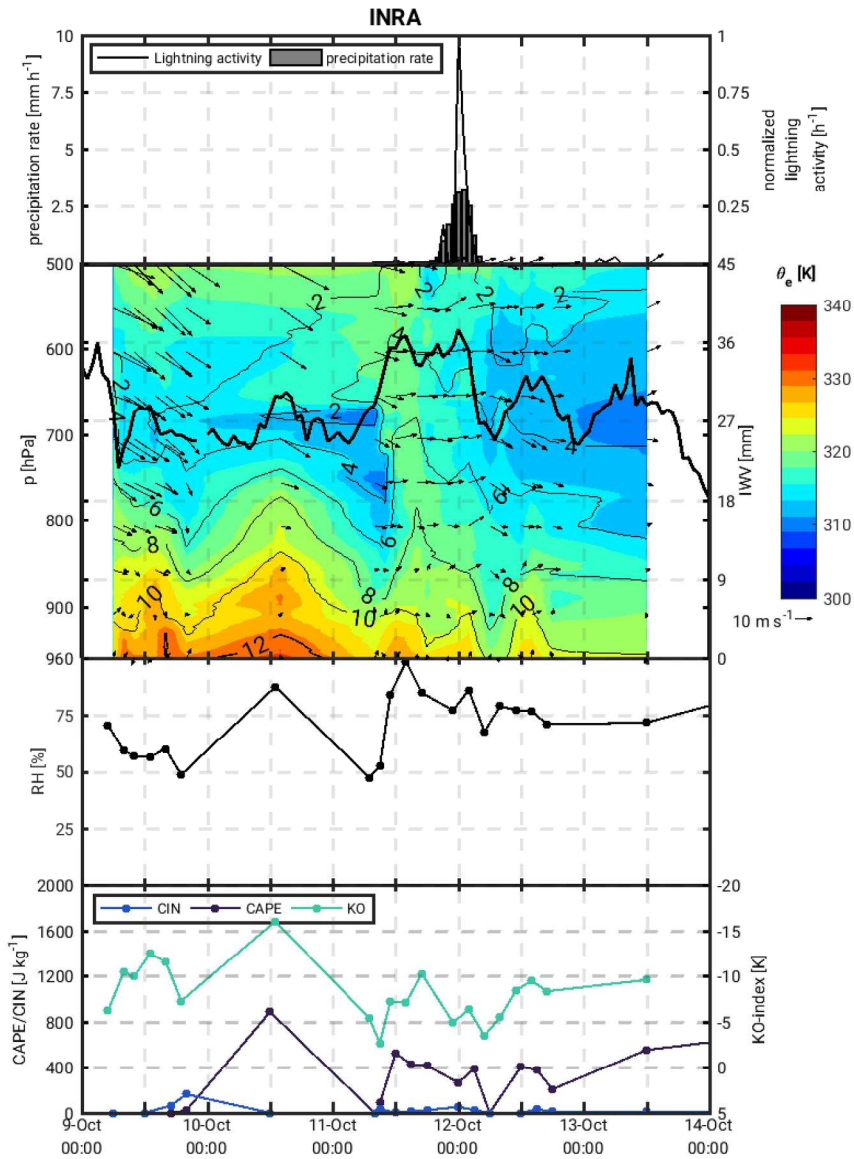 INRA
10
7.5
5
2.5
precipitation rate [mm h⁻¹]
Lightning activity
precipitation rate
1
0.75
0.5
0.25
0
normalized
lightning
activity [h⁻¹]
500
600
700
800
900
960
p [hPa]
45
36
27
18
9
0
IWV [mm]
2
2
2
2
2
4
4
2
4
4
6
6
6
8
8
8
10
10
10
12
10 m s⁻¹
θe [K]
340
330
320
310
300
75
50
25
RH [%]
CIN
CAPE
KO
2000
1600
1200
800
400
0
CAPE/CIN [J kg⁻¹]
-20
-15
-10
-5
0
5
KO-index [K]
9-Oct
00:00
10-Oct
00:00
11-Oct
00:00
12-Oct
00:00
13-Oct
00:00
14-Oct
00:00